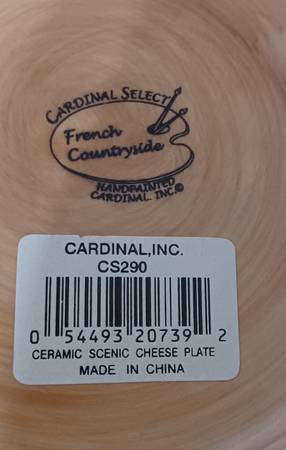 CARDINAL SELECT
French
Countryside
HANDPAINTED
CARDINAL. INC.©
CARDINAL,INC.
CS290
0 54493 20739 2
CERAMIC SCENIC CHEESE PLATE
MADE IN CHINA